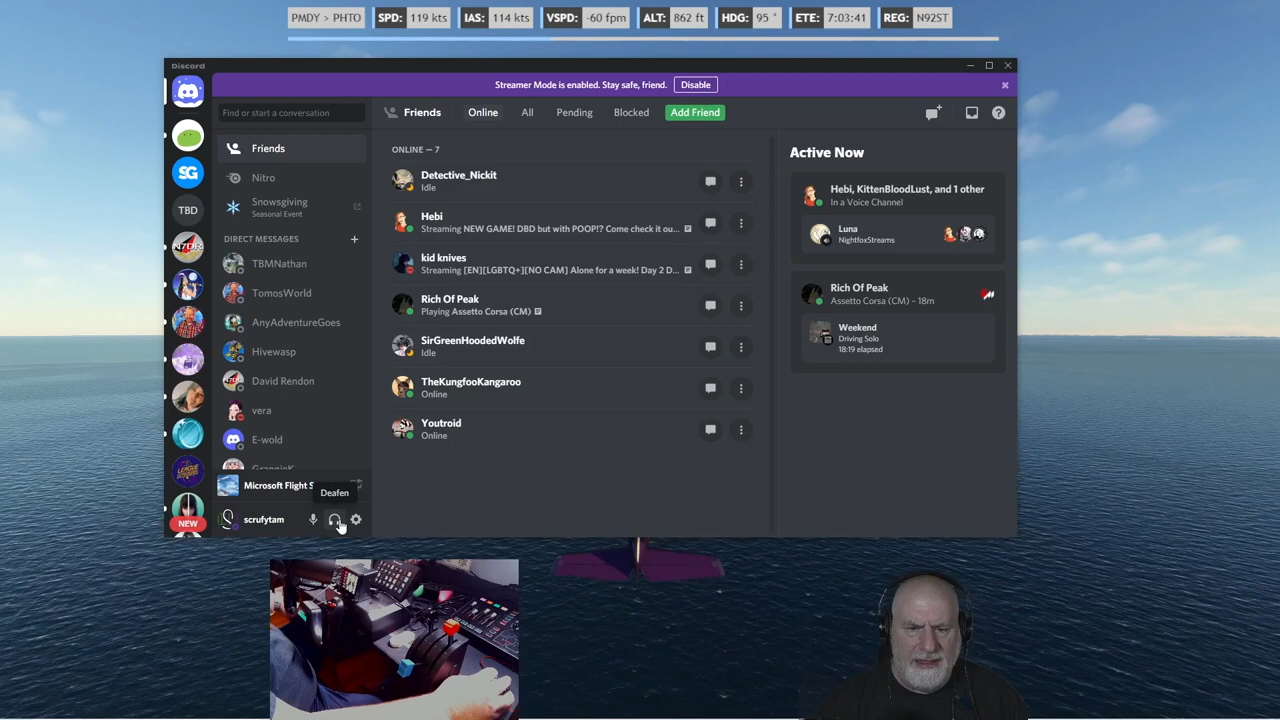 PMDY > PHTO
SPD: 119 kts
IAS: 114 kts
VSPD: -60 fpm
ALT: 862 ft
HDG: 95 °
ETE: 7:03:41
REG: N92ST
Discord
Streamer Mode is enabled. Stay safe, friend.
Disable
Find or start a conversation
Friends
Online
All
Pending
Blocked
Add Friend
SG
TBD
N7DR
NEW
Friends
Nitro
Snowsgiving
Seasonal Event
DIRECT MESSAGES
TBMNathan
TomosWorld
AnyAdventureGoes
Hivewasp
David Rendon
vera
E-wold
Microsoft Flight S
Deafen
scrufytam
ONLINE — 7
Detective_Nickit
Idle
Hebi
Streaming NEW GAME! DBD but with POOP!? Come check it ou...
kid knives
Streaming [EN][LGBTQ+][NO CAM] Alone for a week! Day 2 D...
Rich Of Peak
Playing Assetto Corsa (CM)
SirGreenHoodedWolfe
Idle
TheKungfooKangaroo
Online
Youtroid
Online
Active Now
Hebi, KittenBloodLust, and 1 other
In a Voice Channel
Luna
NightfoxStreams
Rich Of Peak
Assetto Corsa (CM) – 18m
Weekend
Driving Solo
18:19 elapsed